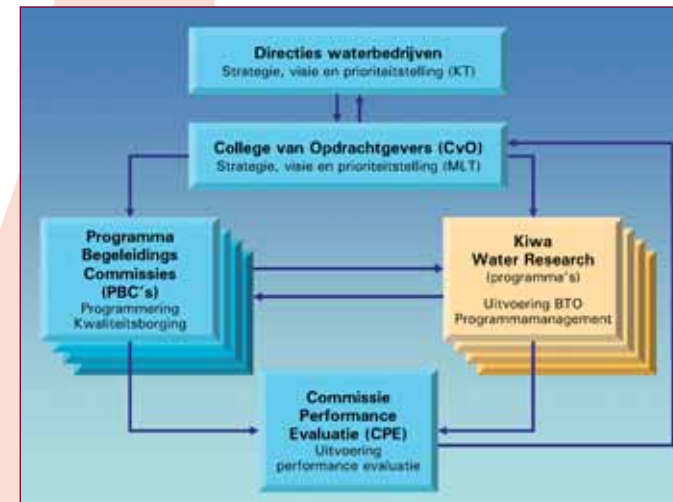 Directies waterbedrijven
Strategie, visie en prioriteitstelling (KT)
College van Opdrachtgevers (CvO)
Strategie, visie en prioriteitstelling (MLT)
Programma
Begeleidings
Commissies
(PBC's)
Programmering
Kwaliteitsborging
Kiwa
Water Research
(programma's)
Uitvoering BTO
Programmamanagement
Commissie
Performance
Evaluatie (CPE)
Uitvoering
performance evaluatie